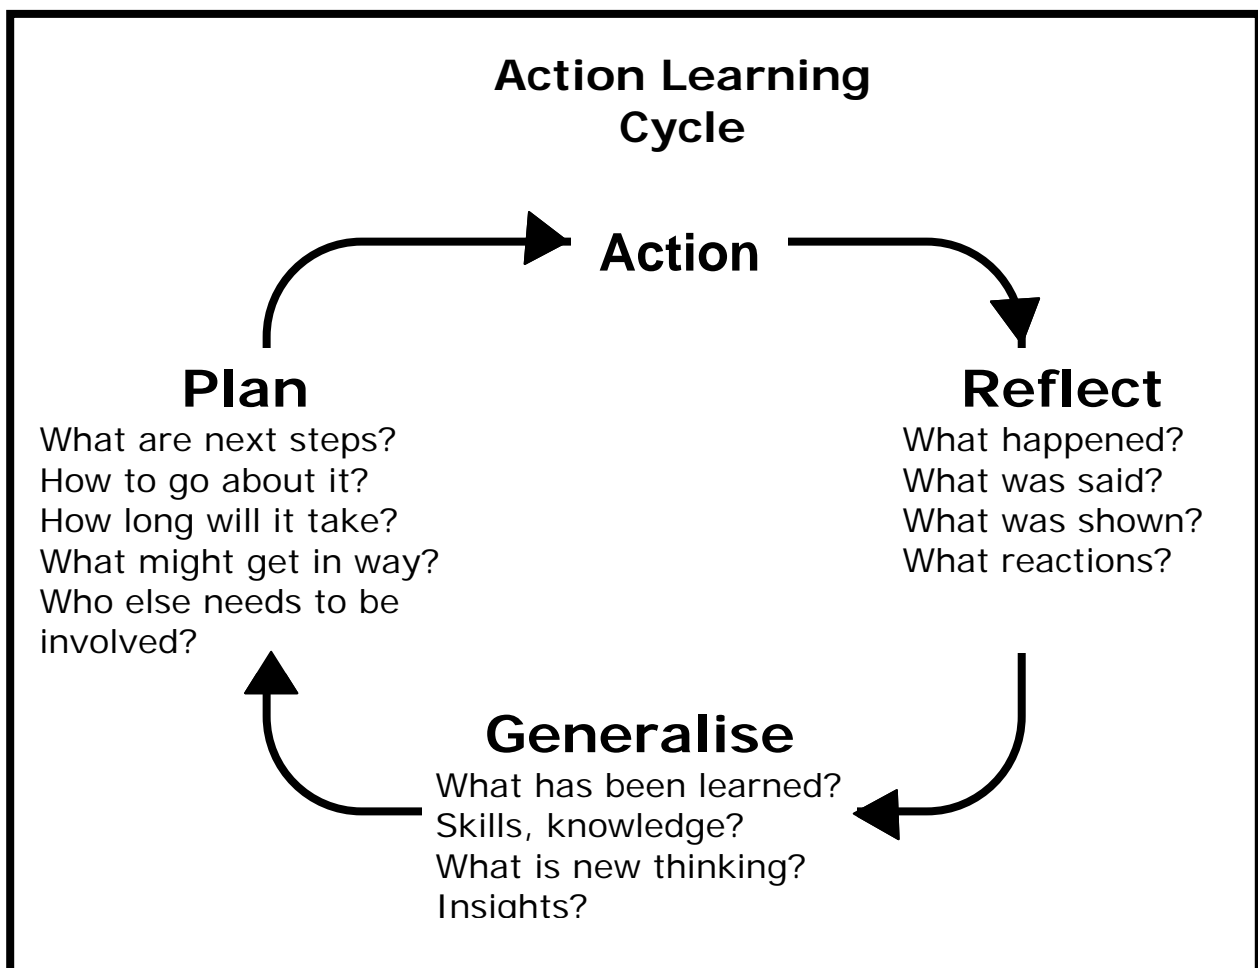 Action Learning
Cycle
Action
Plan
What are next steps?
How to go about it?
How long will it take?
What might get in way?
Who else needs to be
involved?
Reflect
What happened?
What was said?
What was shown?
What reactions?
Generalise
What has been learned?
Skills, knowledge?
What is new thinking?
Insights?